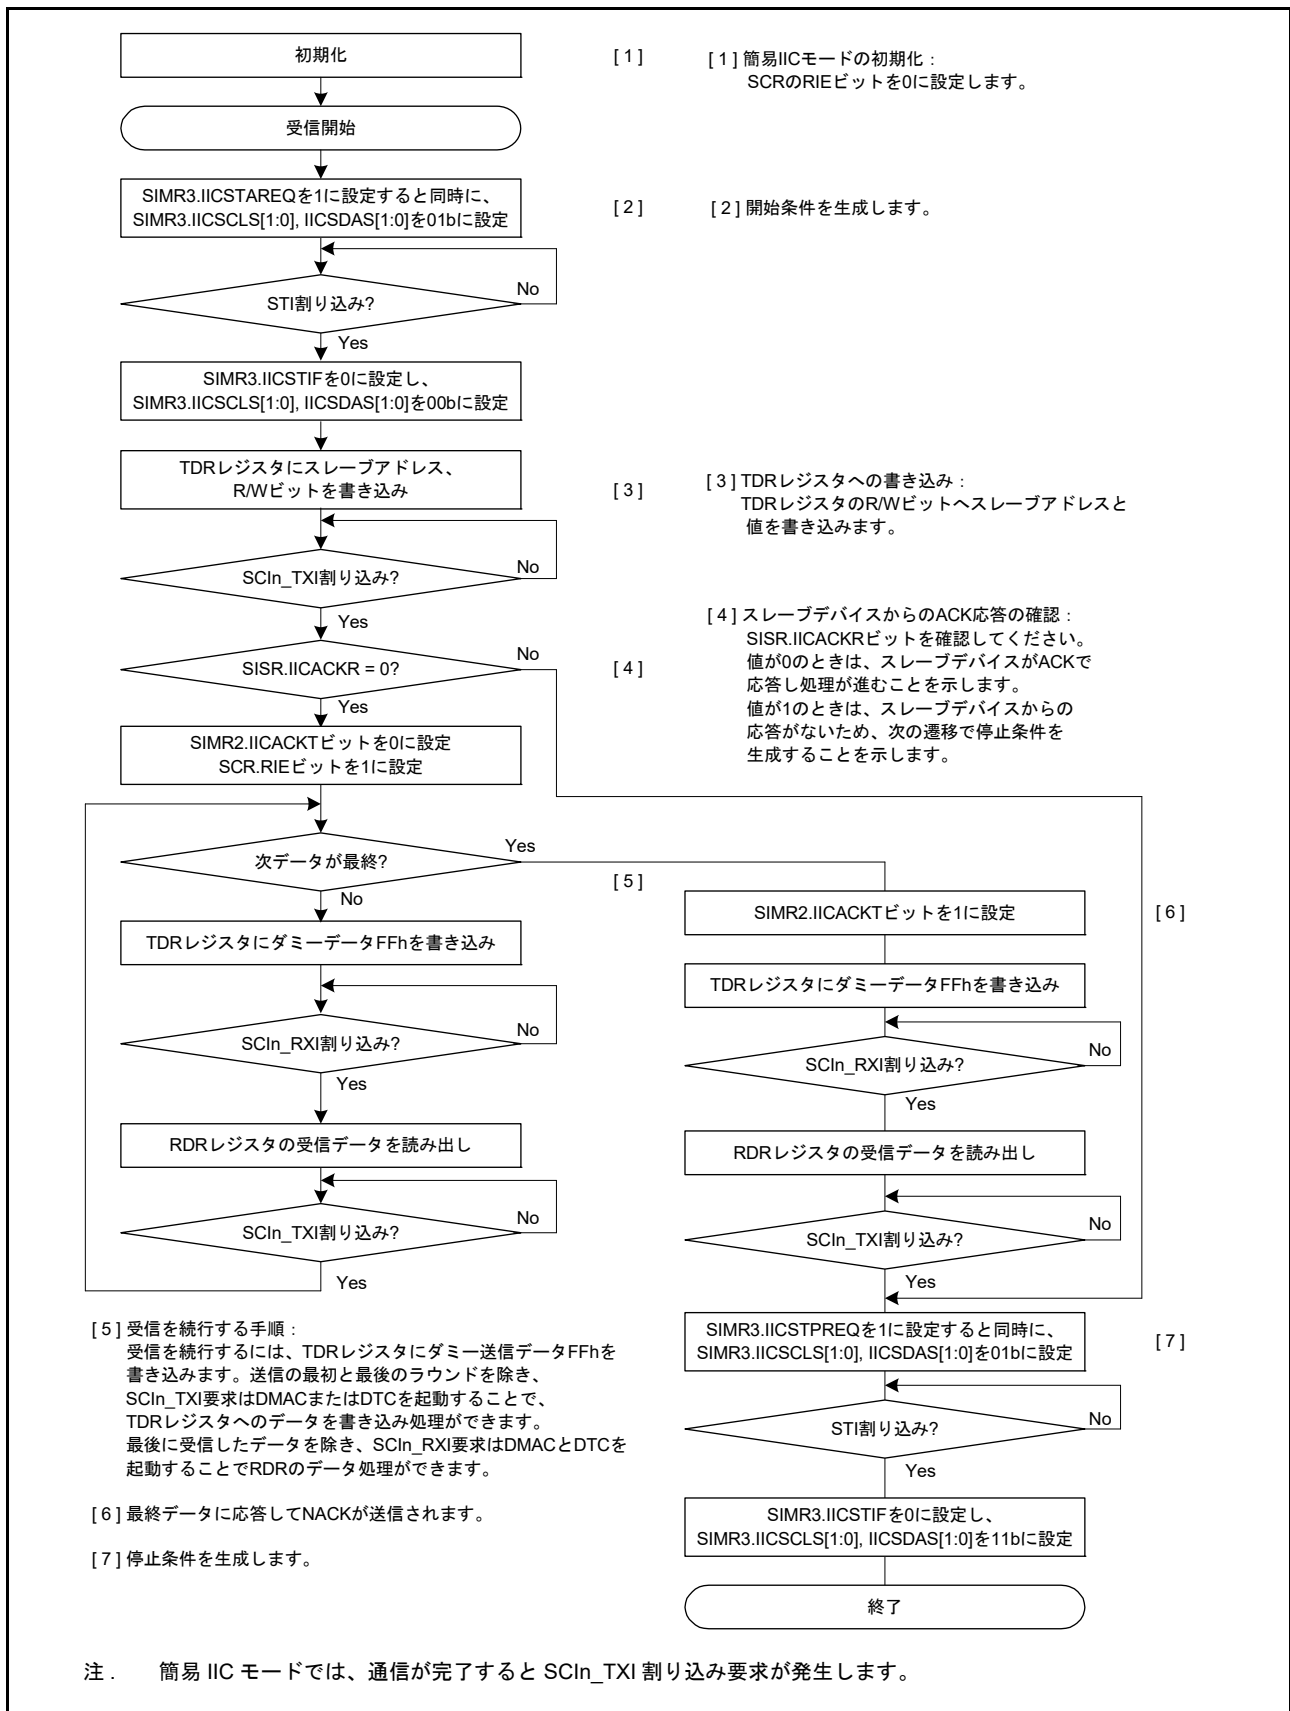 初期化
[ 1 ]
[ 1 ] 簡易IICモードの初期化：
SCRのRIEビットを0に設定します。
受信開始
SIMR3.IICSTAREQを1に設定すると同時に、
SIMR3.IICSCLS[1:0], IICSDAS[1:0]を01bに設定
[ 2 ]
[ 2 ] 開始条件を生成します。
STI割り込み?
No
Yes
SIMR3.IICSTIFを0に設定し、
SIMR3.IICSCLS[1:0], IICSDAS[1:0]を00bに設定
TDRレジスタにスレーブアドレス、
R/Wビットを書き込み
[ 3 ]
[ 3 ] TDRレジスタへの書き込み：
TDRレジスタのR/Wビットへスレーブアドレスと
値を書き込みます。
SCIn_TXI割り込み?
No
Yes
SISR.IICACKR = 0?
No
Yes
[ 4 ]
[ 4 ] スレーブデバイスからのACK応答の確認：
SISR.IICACKRビットを確認してください。
値が0のときは、スレーブデバイスがACKで
応答し処理が進むことを示します。
値が1のときは、スレーブデバイスからの
応答がないため、次の遷移で停止条件を
生成することを示します。
SIMR2.IICACKTビットを0に設定
SCR.RIEビットを1に設定
次データが最終?
Yes
No
[ 5 ]
TDRレジスタにダミーデータFFhを書き込み
SCIn_RXI割り込み?
No
Yes
RDRレジスタの受信データを読み出し
SCIn_TXI割り込み?
No
Yes
SIMR2.IICACKTビットを1に設定
[ 6 ]
TDRレジスタにダミーデータFFhを書き込み
SCIn_RXI割り込み?
No
Yes
RDRレジスタの受信データを読み出し
SCIn_TXI割り込み?
No
Yes
SIMR3.IICSTPREQを1に設定すると同時に、
SIMR3.IICSCLS[1:0], IICSDAS[1:0]を01bに設定
[ 7 ]
STI割り込み?
No
Yes
SIMR3.IICSTIFを0に設定し、
SIMR3.IICSCLS[1:0], IICSDAS[1:0]を11bに設定
終了
[ 5 ] 受信を続行する手順：
受信を続行するには、TDRレジスタにダミー送信データFFhを
書き込みます。送信の最初と最後のラウンドを除き、
SCIn_TXI要求はDMACまたはDTCを起動することで、
TDRレジスタへのデータを書き込み処理ができます。
最後に受信したデータを除き、SCIn_RXI要求はDMACとDTCを
起動することでRDRのデータ処理ができます。
[ 6 ] 最終データに応答してNACKが送信されます。
[ 7 ] 停止条件を生成します。
注． 簡易 IIC モードでは、通信が完了すると SCIn_TXI 割り込み要求が発生します。